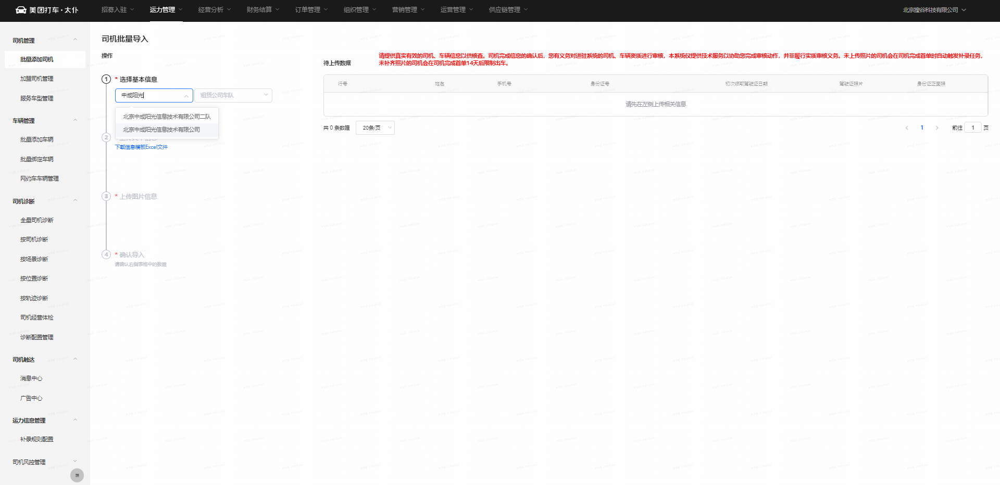 美团打车·太仆
招募入驻
运力管理
经营分析
财务结算
订单管理
组织管理
营销管理
运营管理
供应链管理
北京搜谷科技有限公司
司机管理
批量添加司机
加盟司机管理
服务车型管理
车辆管理
批量添加车辆
批量绑定车辆
网约车车辆管理
司机诊断
全量司机诊断
按司机诊断
按场景诊断
按位置诊断
按轨迹诊断
司机经营体检
诊断配置管理
司机触达
消息中心
广告中心
运力信息管理
补录规则配置
司机风控管理
司机批量导入
操作
1 * 选择基本信息
中成阳光
租赁公司车队
北京中成阳光信息技术有限公司二队
北京中成阳光信息技术有限公司
2
下载信息模板Excel文件
3 * 上传图片信息
4 * 确认导入
请确认右侧表格中的数据
待上传数据
请提供真实有效的司机、车辆信息以供核查。司机完成信息的确认后，您有义务对进驻系统的司机、车辆资质进行审核，本系统仅提供技术服务以协助您完成审核动作，并非履行实质审核义务。未上传照片的司机会在司机完成首单时自动触发补录任务，
未补齐照片的司机会在司机完成首单14天后限制出车。
行号 姓名 手机号 身份证号 初次领取驾驶证日期 驾驶证照片 身份证正面照
请先在左侧上传相关信息
共 0 条数据 20条/页 1 前往 1 页